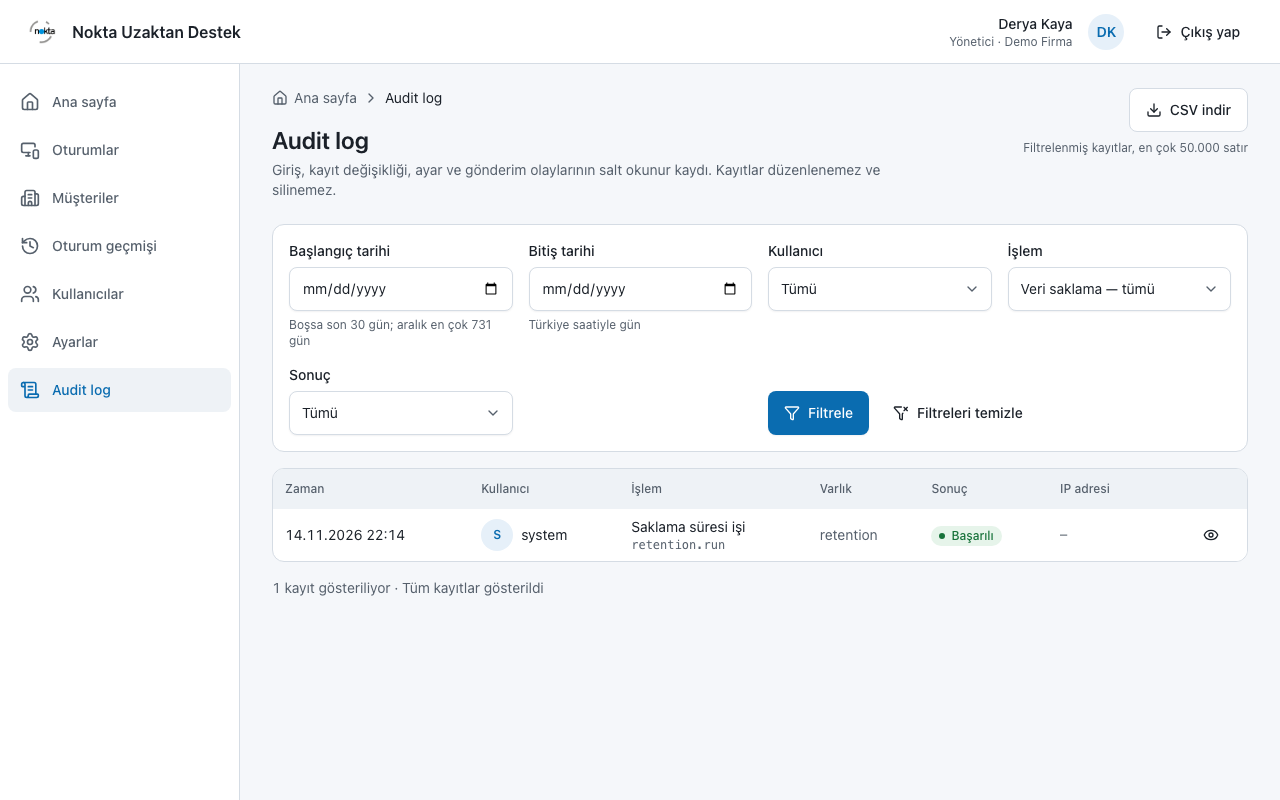 nokta
Nokta Uzaktan Destek
Derya Kaya
Yönetici · Demo Firma
DK
Çıkış yap
Ana sayfa
Oturumlar
Müşteriler
Oturum geçmişi
Kullanıcılar
Ayarlar
Audit log
Ana sayfa
Audit log
CSV indir
Filtrelenmiş kayıtlar, en çok 50.000 satır
Audit log
Giriş, kayıt değişikliği, ayar ve gönderim olaylarının salt okunur kaydı. Kayıtlar düzenlenemez ve
silinemez.
Başlangıç tarihi
mm/dd/yyyy
Boşsa son 30 gün; aralık en çok 731
gün
Bitiş tarihi
mm/dd/yyyy
Türkiye saatiyle gün
Kullanıcı
Tümü
İşlem
Veri saklama — tümü
Sonuç
Tümü
Filtrele
Filtreleri temizle
Zaman Kullanıcı İşlem Varlık Sonuç IP adresi
14.11.2026 22:14 S system Saklama süresi işi retention Başarılı –
retention.run
1 kayıt gösteriliyor · Tüm kayıtlar gösterildi